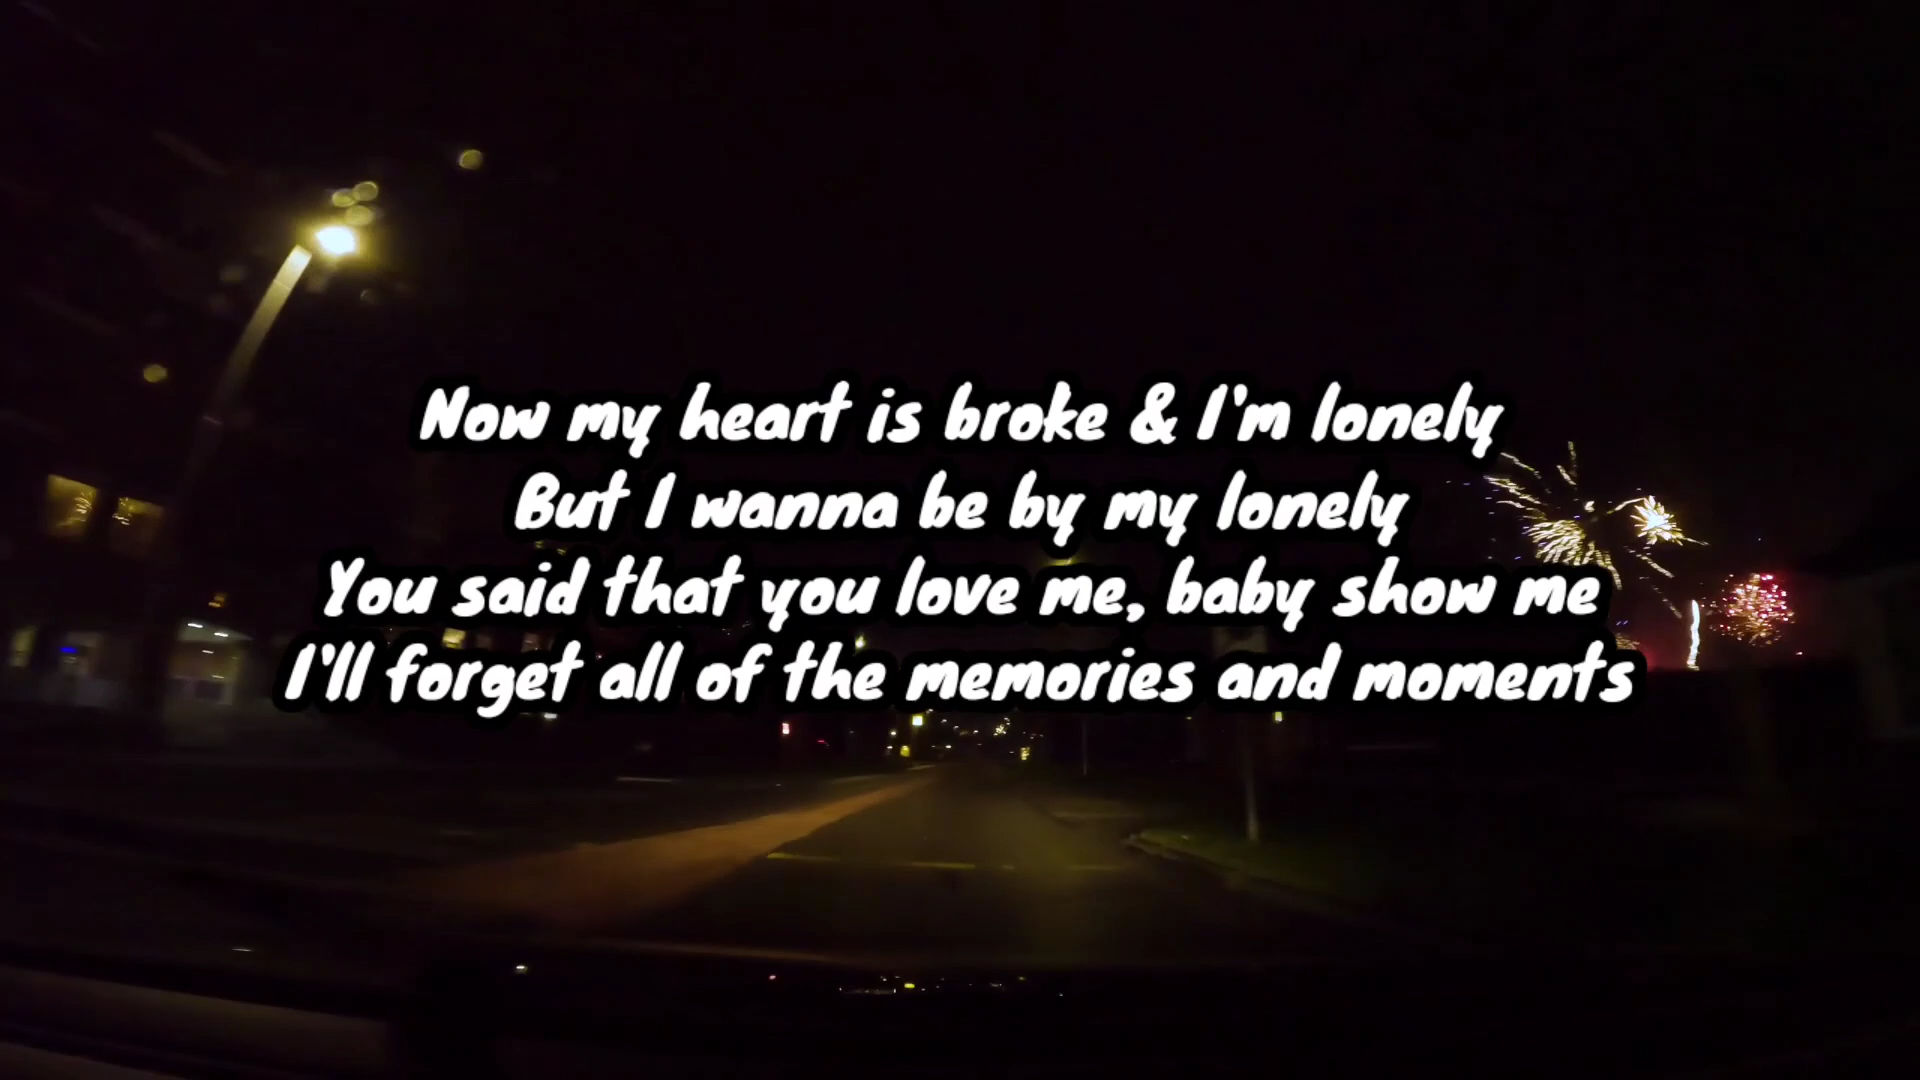 Now my heart is broke & I'm lonely
But I wanna be by my lonely
You said that you love me, baby show me
I'll forget all of the memories and moments